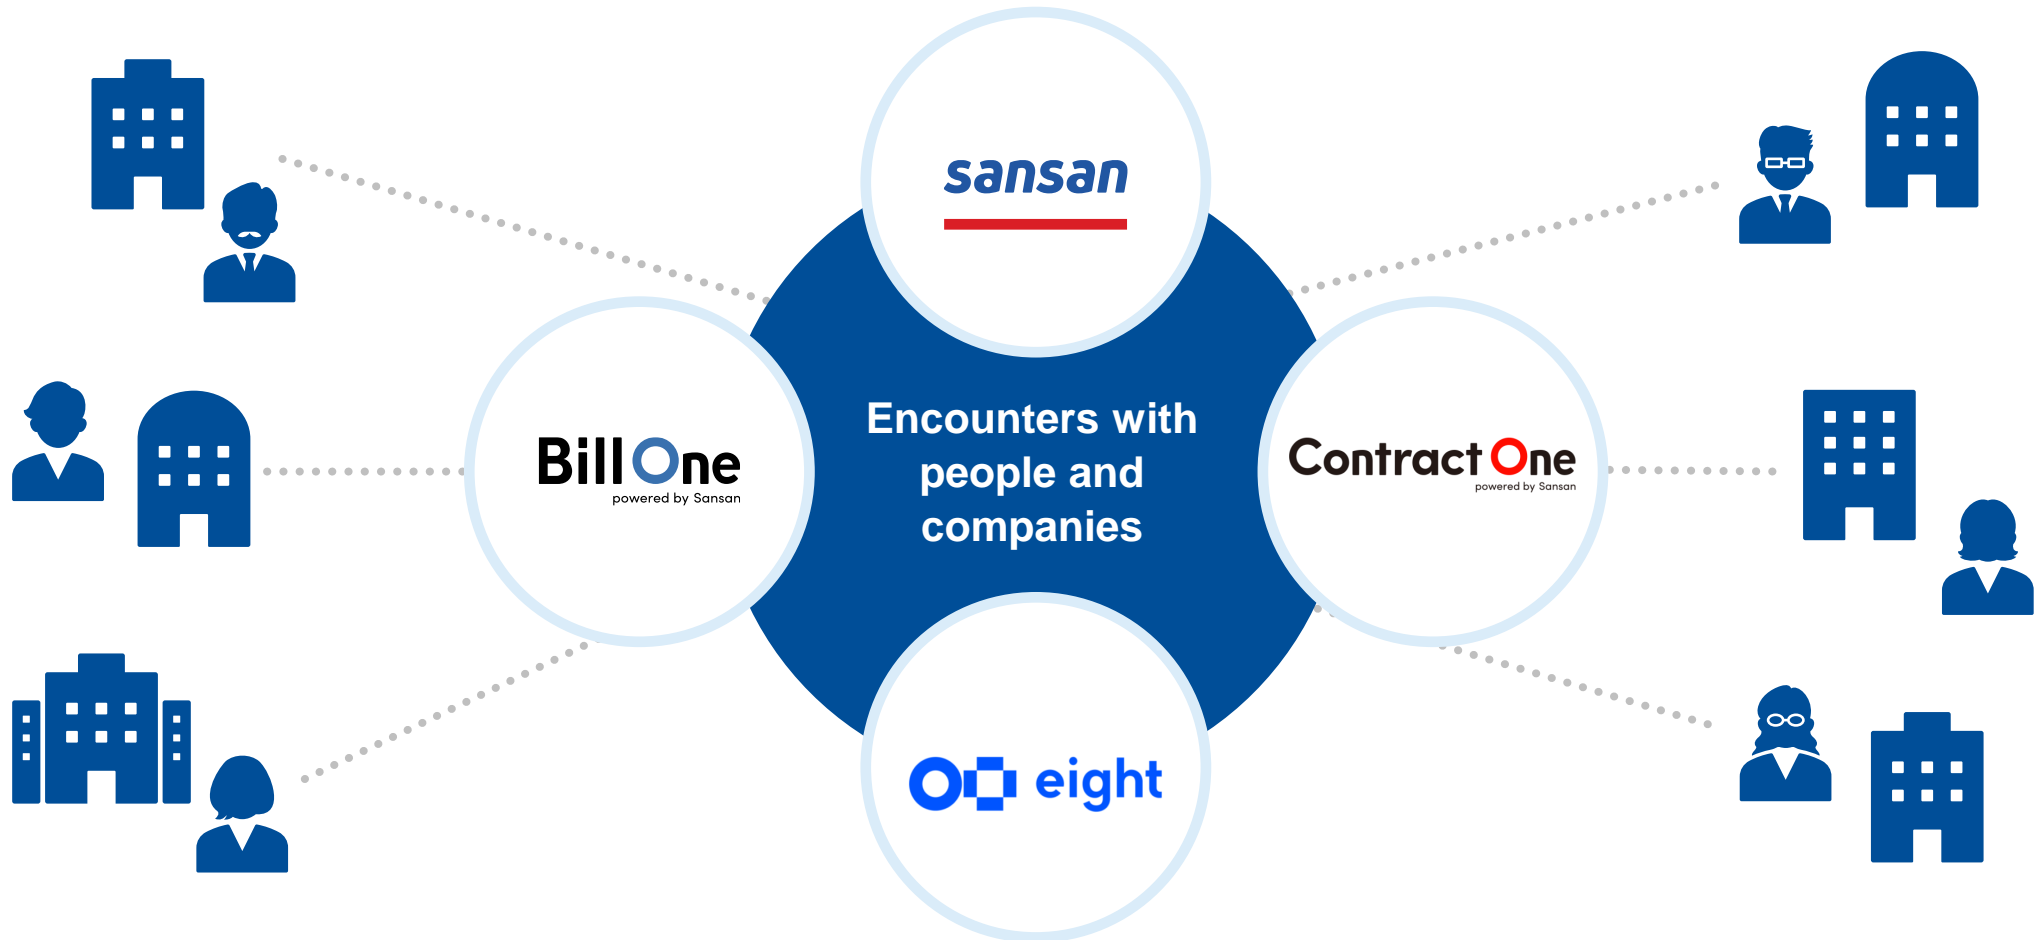 sansan
Bill One
powered by Sansan
Encounters with
people and
companies
Contract One
powered by Sansan
eight